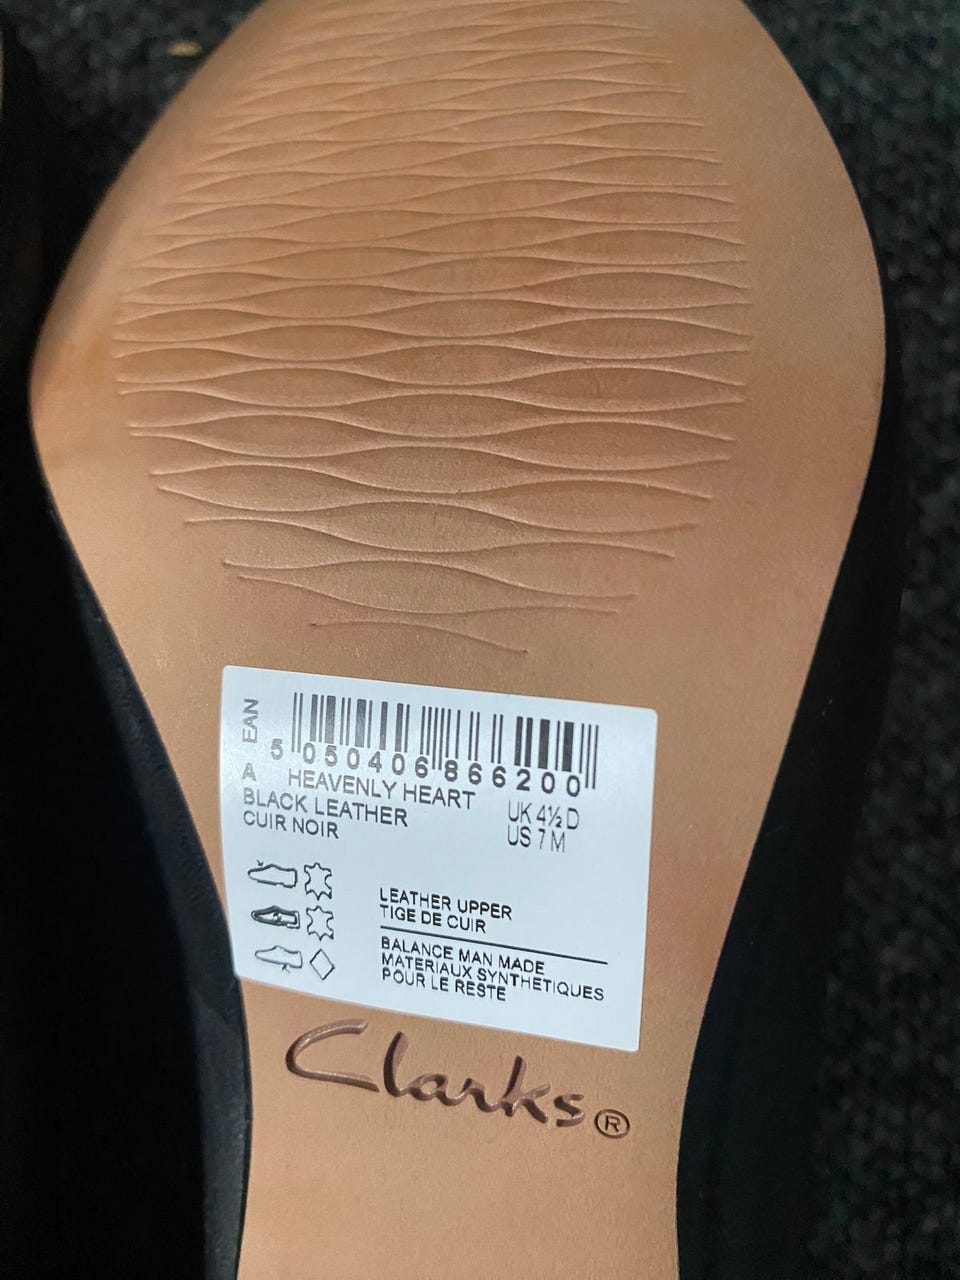 EAN
5 050406 866200
A HEAVENLY HEART
BLACK LEATHER UK 4½ D
CUIR NOIR US 7 M
LEATHER UPPER
TIGE DE CUIR
BALANCE MAN MADE
MATERIAUX SYNTHETIQUES
POUR LE RESTE
Clarks®